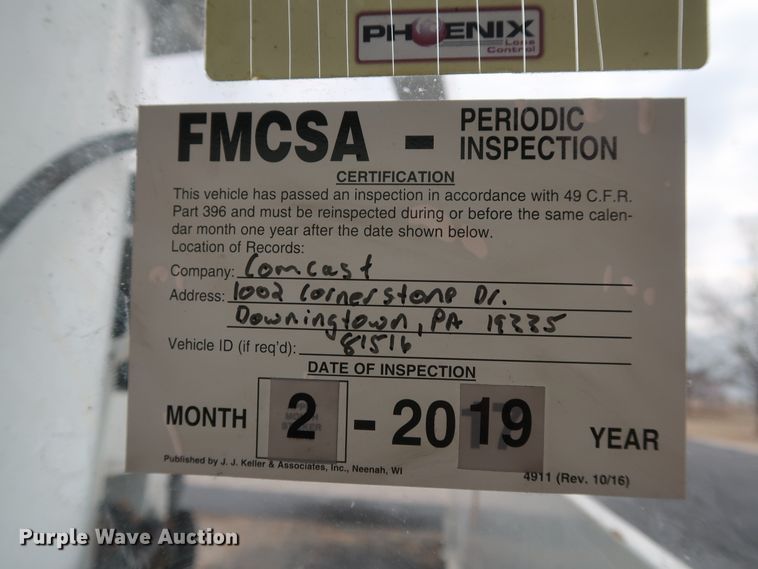 PHOENIX
Loss
Control
FMCSA - PERIODIC
INSPECTION
CERTIFICATION
This vehicle has passed an inspection in accordance with 49 C.F.R.
Part 396 and must be reinspected during or before the same calen-
dar month one year after the date shown below.
Location of Records:
Company: Comcast
Address: 1002 Cornerstone Dr.
Downingtown, PA 19335
Vehicle ID (if req'd): 81516
DATE OF INSPECTION
MONTH 2 - 2019 YEAR
Published by J. J. Keller & Associates, Inc., Neenah, WI
4911 (Rev. 10/16)
Purple Wave Auction